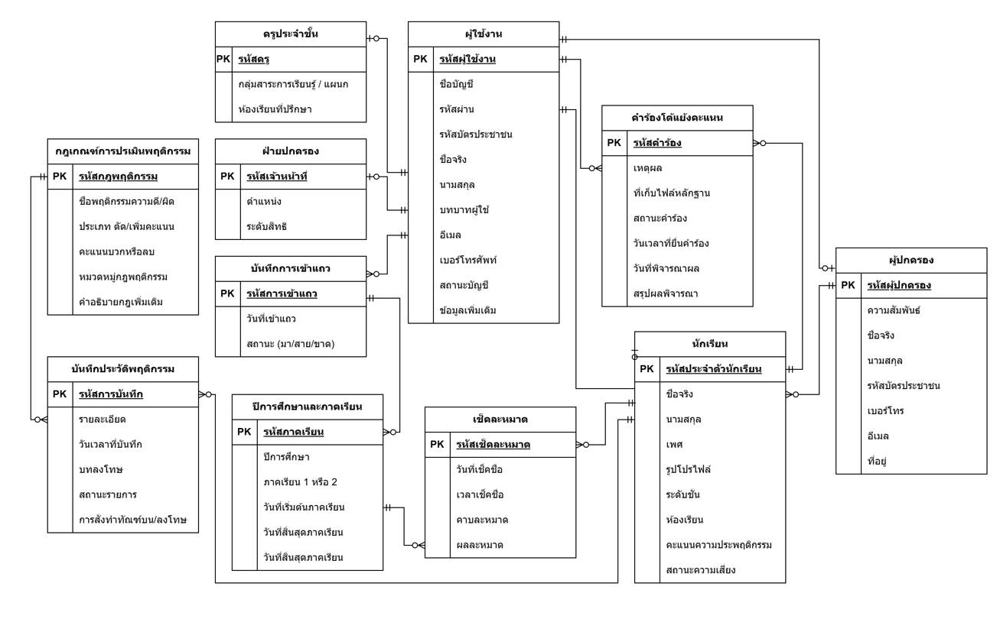 ครูประจำชั้น
PK รหัสครู
กลุ่มสาระการเรียนรู้ / แผนก
ห้องเรียนที่ปรึกษา
ผู้ใช้งาน
PK รหัสผู้ใช้งาน
ชื่อบัญชี
รหัสผ่าน
รหัสบัตรประชาชน
ชื่อจริง
นามสกุล
บทบาทผู้ใช้
อีเมล
เบอร์โทรศัพท์
สถานะบัญชี
ข้อมูลเพิ่มเติม
คำร้องโต้แย้งคะแนน
PK รหัสคำร้อง
เหตุผล
ที่เก็บไฟล์หลักฐาน
สถานะคำร้อง
วันเวลาที่ยื่นคำร้อง
วันที่พิจารณาผล
สรุปผลพิจารณา
กฎเกณฑ์การประเมินพฤติกรรม
PK รหัสกฎพฤติกรรม
ชื่อพฤติกรรมความดี/ผิด
ประเภท ตัด/เพิ่มคะแนน
คะแนนบวกหรือลบ
หมวดหมู่กฎพฤติกรรม
คำอธิบายกฎเพิ่มเติม
ฝ่ายปกครอง
PK รหัสเจ้าหน้าที่
ตำแหน่ง
ระดับสิทธิ
บันทึกการเข้าแถว
PK รหัสการเข้าแถว
วันที่เข้าแถว
สถานะ (มา/สาย/ขาด)
ผู้ปกครอง
PK รหัสผู้ปกครอง
ความสัมพันธ์
ชื่อจริง
นามสกุล
รหัสบัตรประชาชน
เบอร์โทร
อีเมล
ที่อยู่
นักเรียน
PK รหัสประจำตัวนักเรียน
ชื่อจริง
นามสกุล
เพศ
รูปโปรไฟล์
ระดับชั้น
ห้องเรียน
คะแนนความประพฤติกรรม
สถานะความเสี่ยง
บันทึกประวัติพฤติกรรม
PK รหัสการบันทึก
รายละเอียด
วันเวลาที่บันทึก
บทลงโทษ
สถานะรายการ
การสั่งทำทัณฑ์บน/ลงโทษ
ปีการศึกษาและภาคเรียน
PK รหัสภาคเรียน
ปีการศึกษา
ภาคเรียน 1 หรือ 2
วันที่เริ่มต้นภาคเรียน
วันที่สิ้นสุดภาคเรียน
วันที่สิ้นสุดภาคเรียน
เช็คละหมาด
PK รหัสเช็คละหมาด
วันที่เช็คชื่อ
เวลาเช็คชื่อ
คาบละหมาด
ผลละหมาด